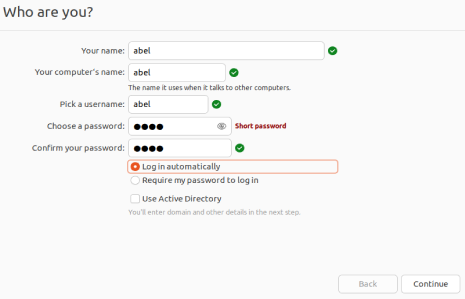 Who are you?
Your name: abel
Your computer's name: abel
The name it uses when it talks to other computers.
Pick a username: abel
Choose a password: ●●●● Short password
Confirm your password: ●●●●
Log in automatically
Require my password to log in
Use Active Directory
You'll enter domain and other details in the next step.
Back Continue